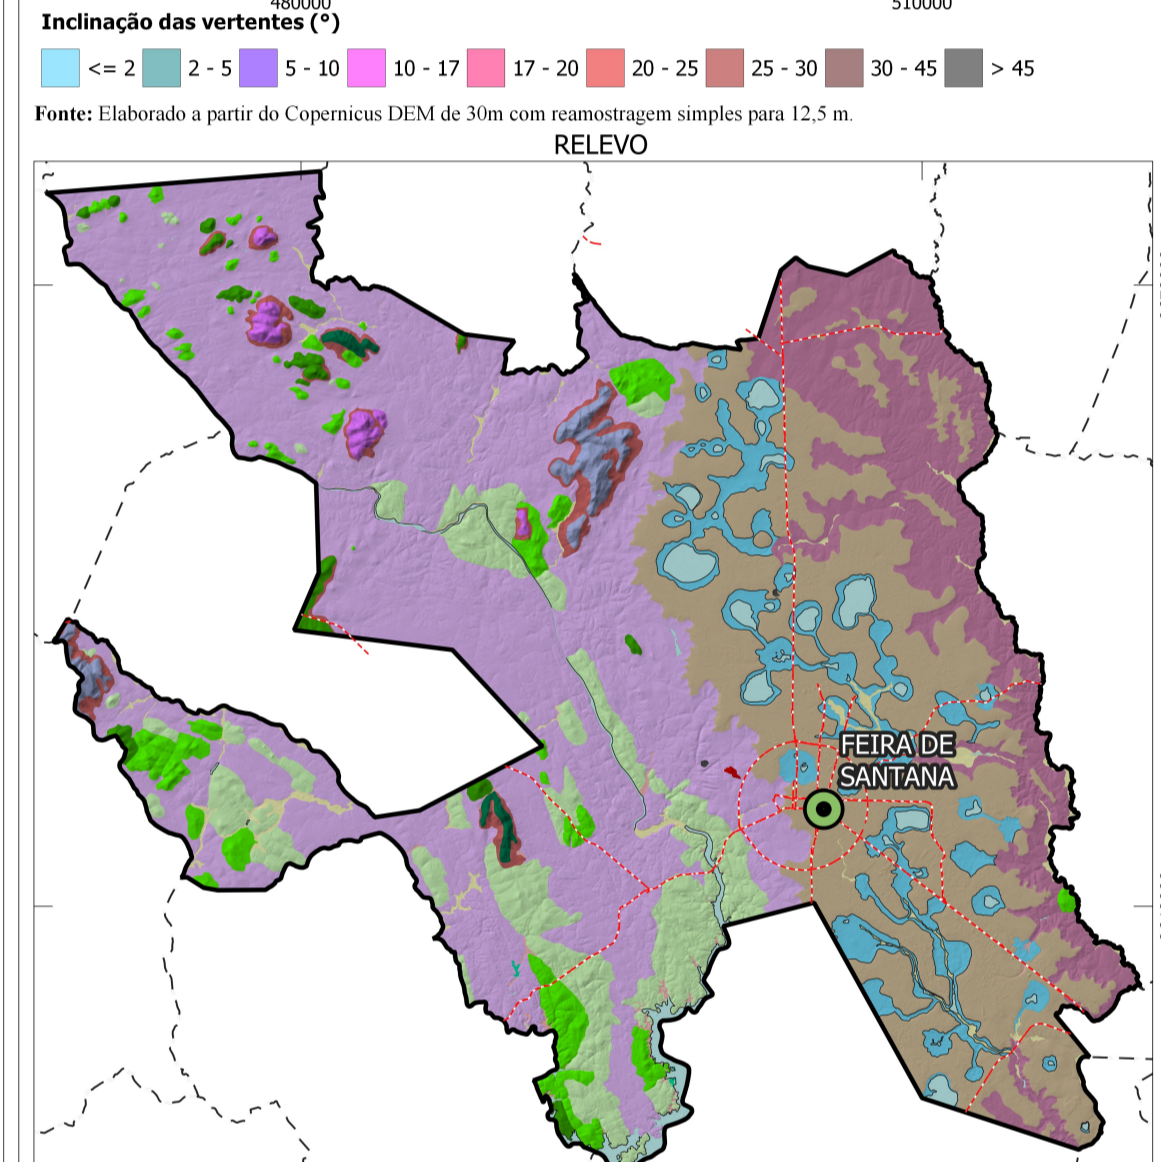 480000 510000
Inclinação das vertentes (°)
<= 2 2 - 5 5 - 10 10 - 17 17 - 20 20 - 25 25 - 30 30 - 45 > 45
Fonte: Elaborado a partir do Copernicus DEM de 30m com reamostragem simples para 12,5 m.
RELEVO
FEIRA DE
SANTANA